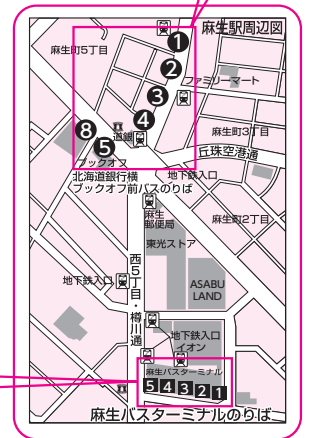 麻生駅周辺図
麻生町5丁目
1
2
ファミリーマート
3
4
8
道銀
5
麻生町3丁目
ブックオフ
丘珠空港通
北海道銀行横
ブックオフ前バスのりば
地下鉄入口
麻生
郵便局
麻生町2丁目
東光ストア
西5丁目・樽川通
地下鉄入口
ASABU
LAND
地下鉄入口
イオン
麻生バスターミナル
5 4 3 2 1
麻生バスターミナルのりば